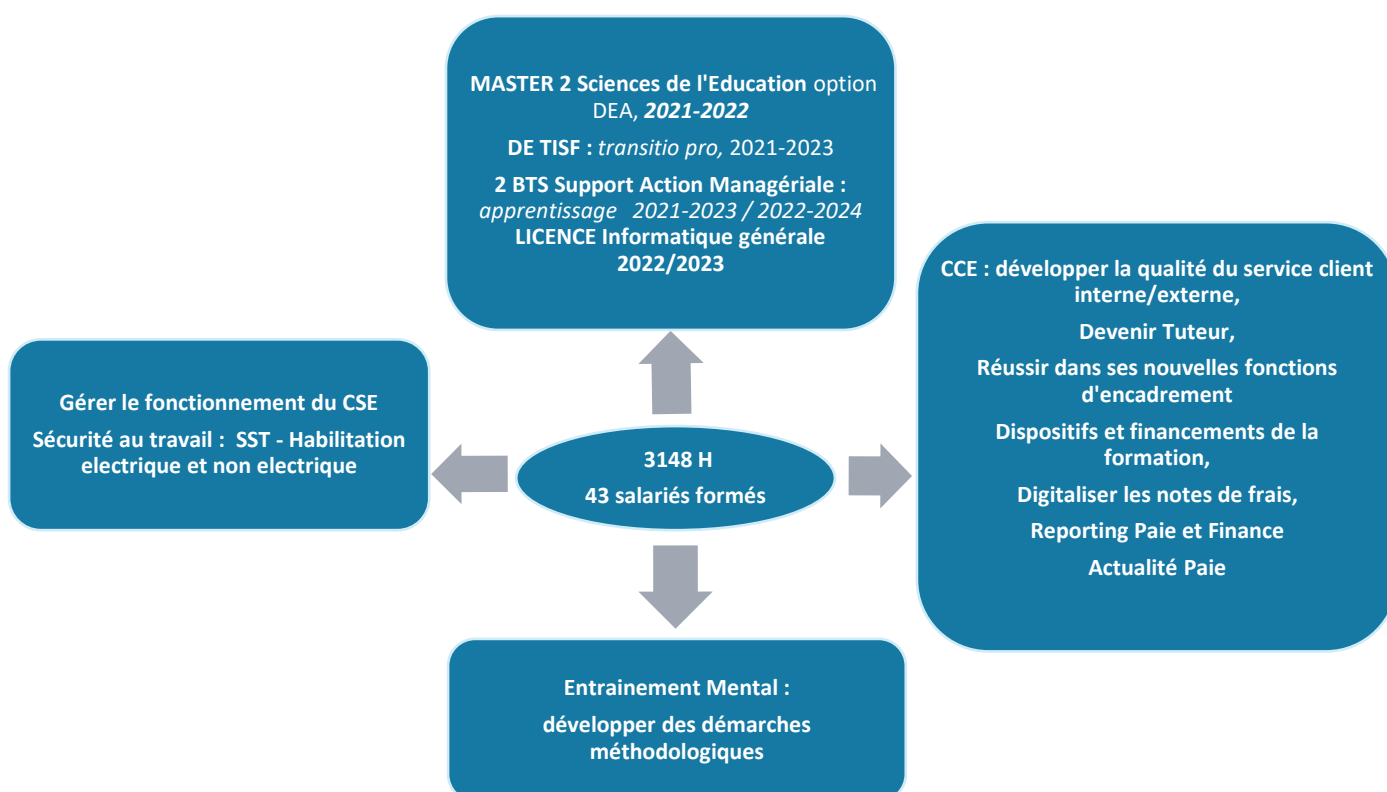 MASTER 2 Sciences de l'Education option
DEA, 2021-2022
DE TISF : transitio pro, 2021-2023
2 BTS Support Action Managériale :
apprentissage 2021-2023 / 2022-2024
LICENCE Informatique générale
2022/2023
Gérer le fonctionnement du CSE
Sécurité au travail : SST - Habilitation
electrique et non electrique
3148 H
43 salariés formés
CCE : développer la qualité du service client
interne/externe,
Devenir Tuteur,
Réussir dans ses nouvelles fonctions
d'encadrement
Dispositifs et financements de la
formation,
Digitaliser les notes de frais,
Reporting Paie et Finance
Actualité Paie
Entrainement Mental :
développer des démarches
méthodologiques